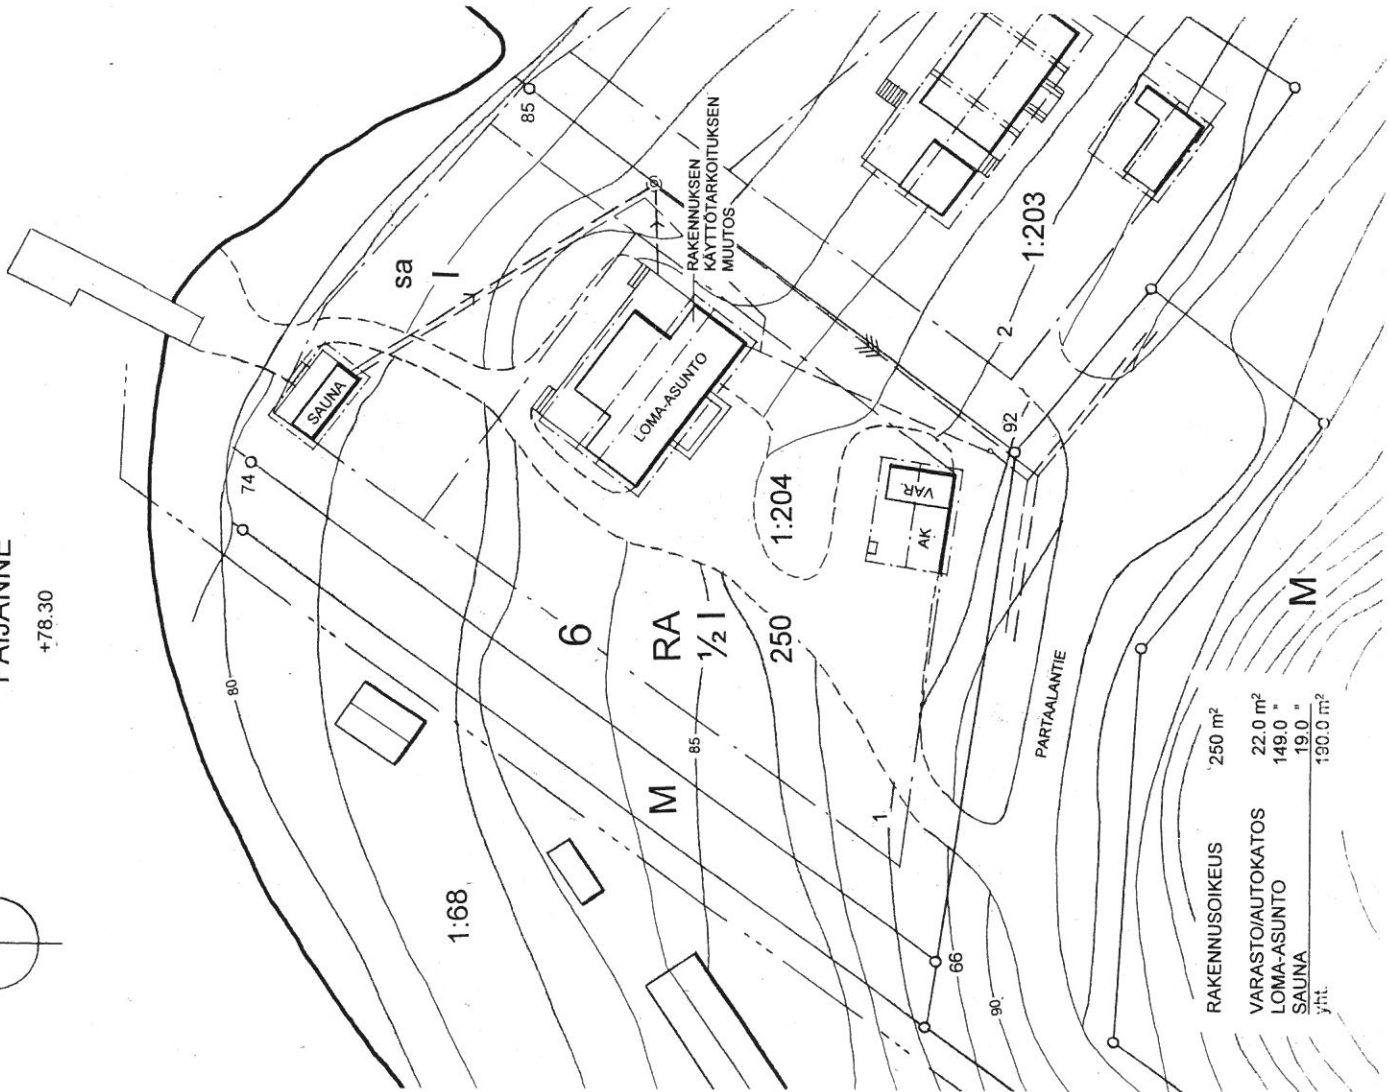 PÄIJÄNNE
+78.30
85
sa
I
RAKENNUKSEN
KÄYTTÖTARKOITUKSEN
MUUTOS
1:203
2
SAUNA
LOMA-ASUNTO
74
92
1:204
VAR.
AK
80
6
RA
½ I
250
85
M
M
PARTAALANTIE
1
1:68
66
90
RAKENNUSOIKEUS 250 m²
VARASTO/AUTOKATOS 22.0 m²
LOMA-ASUNTO 149.0 "
SAUNA 19.0 "
yht. 190.0 m²